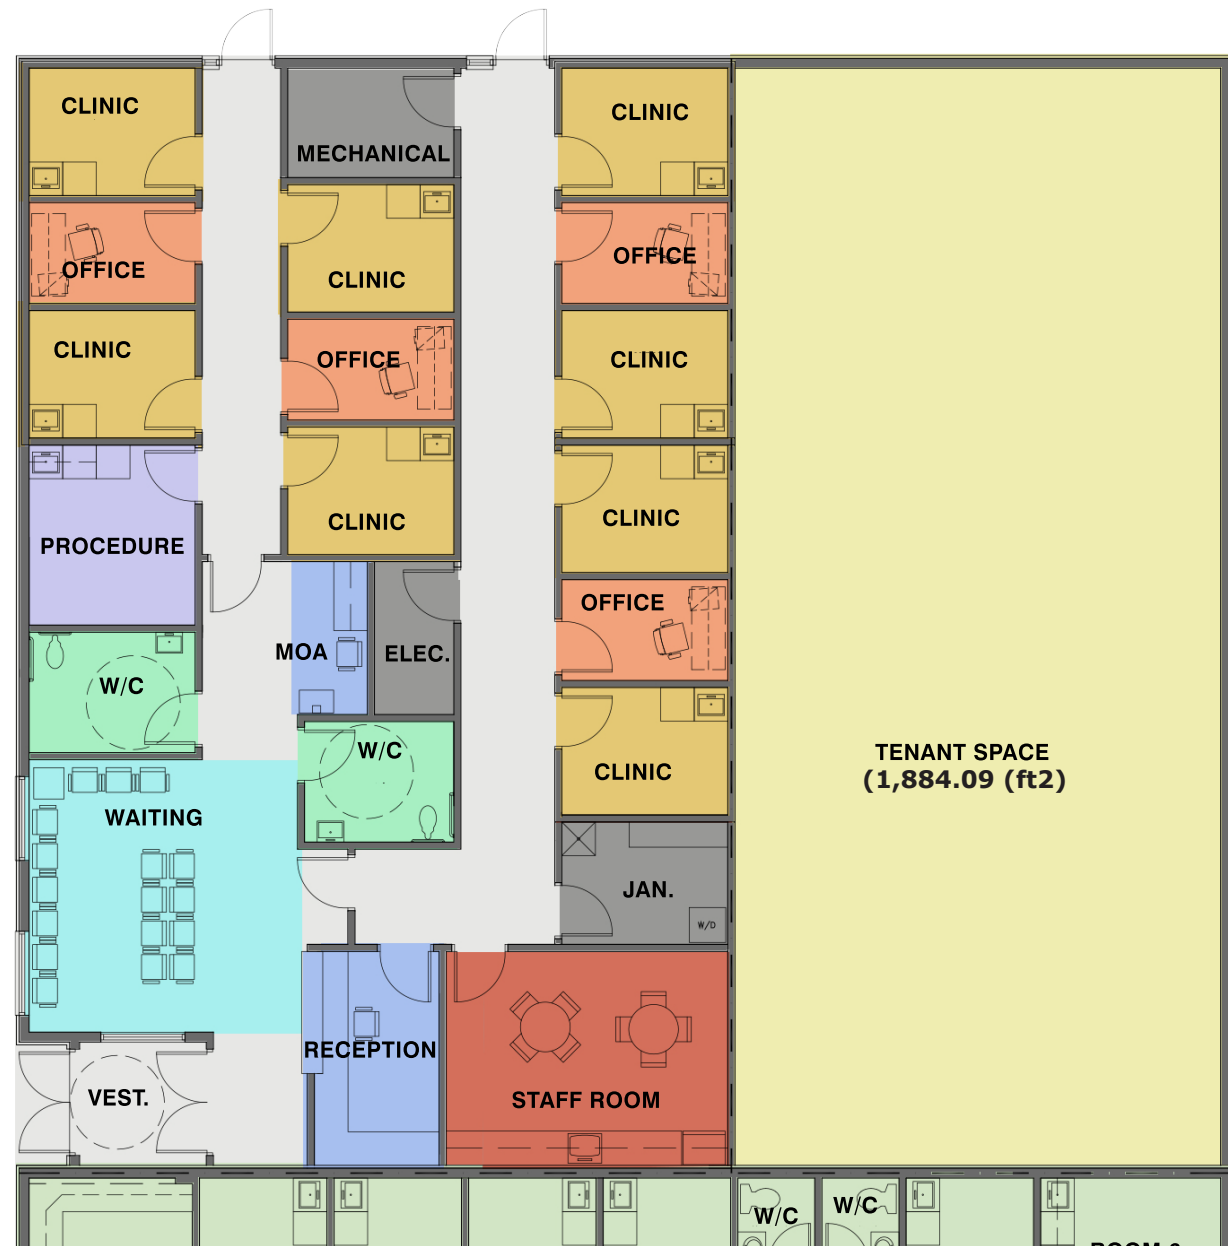 CLINIC
CLINIC
MECHANICAL
OFFICE
OFFICE
CLINIC
CLINIC
OFFICE
CLINIC
CLINIC
CLINIC
PROCEDURE
OFFICE
MOA
ELEC.
W/C
W/C
CLINIC
TENANT SPACE
(1,884.09 (ft2)
WAITING
JAN.
W/D
RECEPTION
VEST.
STAFF ROOM
W/C
W/C